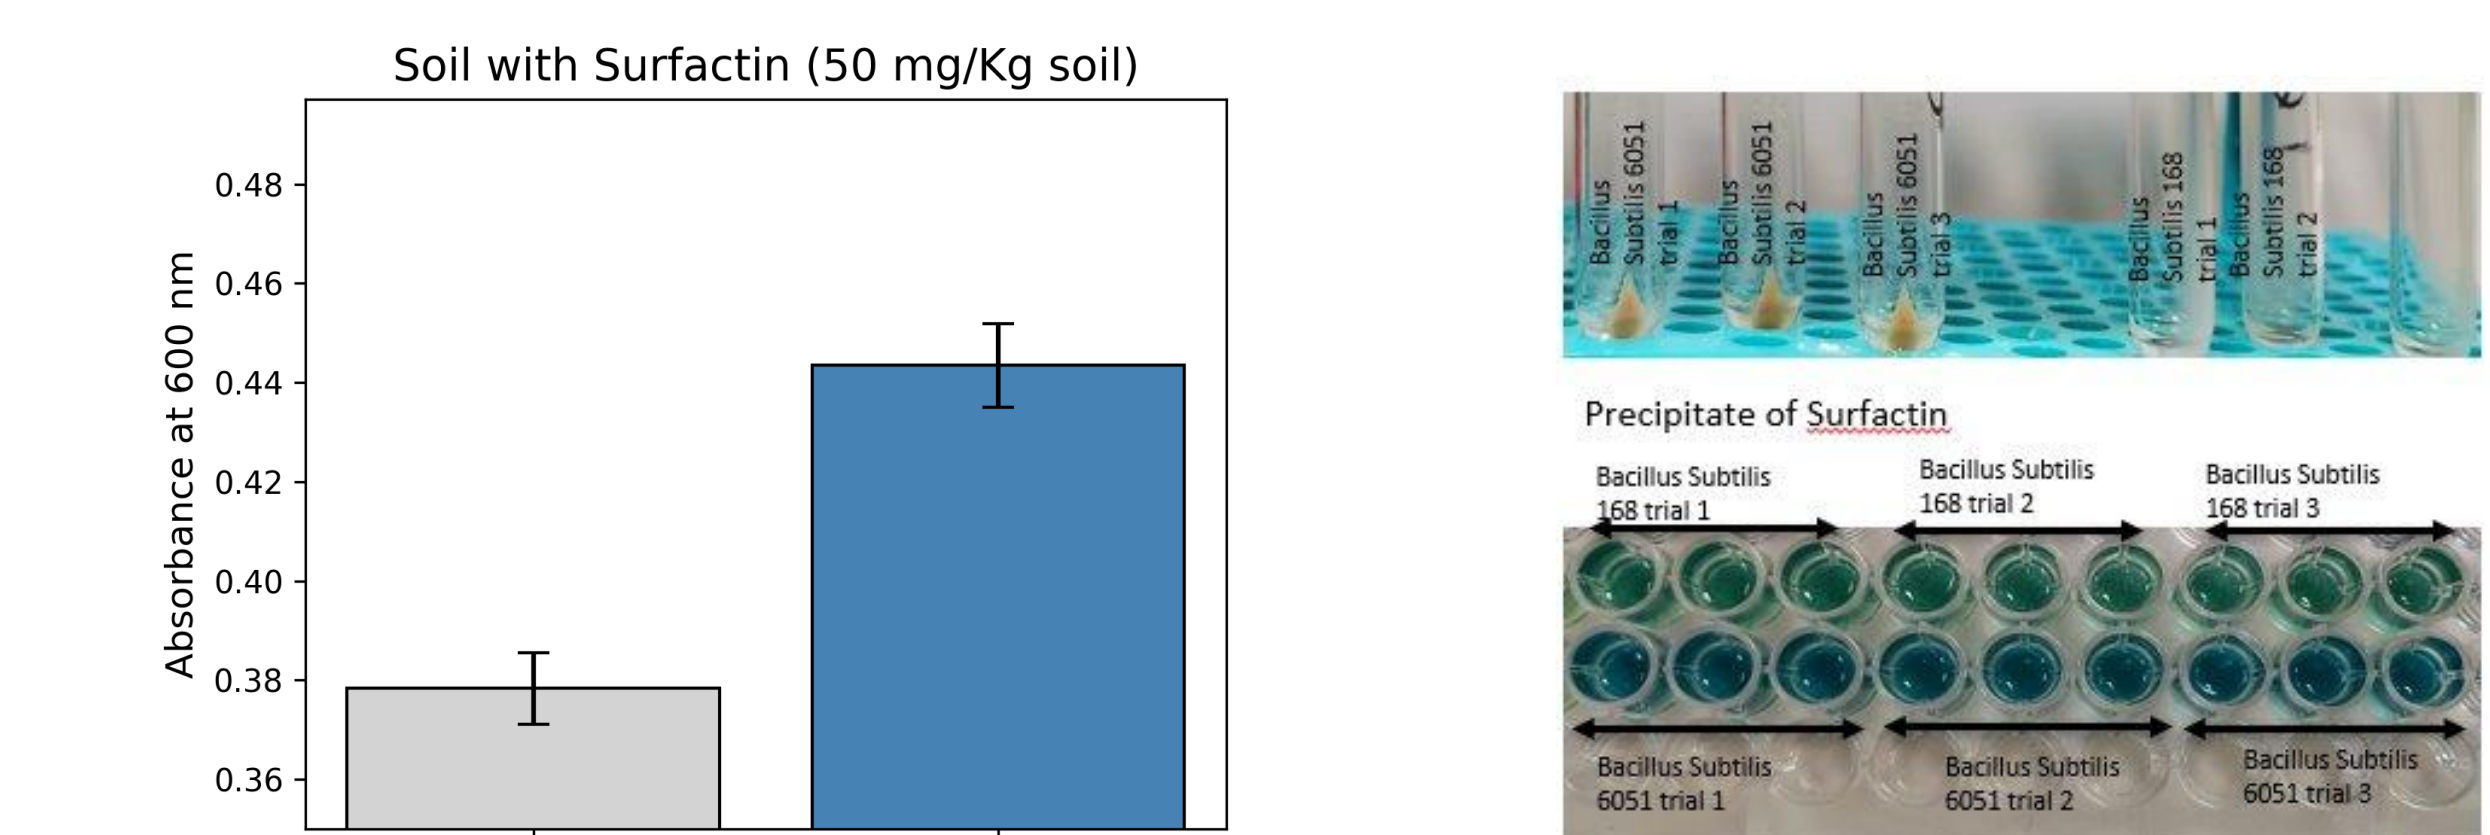 Soil with Surfactin (50 mg/Kg soil)
Absorbance at 600 nm
0.48
0.46
0.44
0.42
0.40
0.38
0.36
Bacillus
Subtilis 6051
trial 1
Bacillus
Subtilis 6051
trial 2
Bacillus
Subtilis 6051
trial 3
Bacillus
Subtilis 168
trial 1
Bacillus
Subtilis 168
trial 2
Precipitate of Surfactin
Bacillus Subtilis
168 trial 1
Bacillus Subtilis
168 trial 2
Bacillus Subtilis
168 trial 3
Bacillus Subtilis
6051 trial 1
Bacillus Subtilis
6051 trial 2
Bacillus Subtilis
6051 trial 3